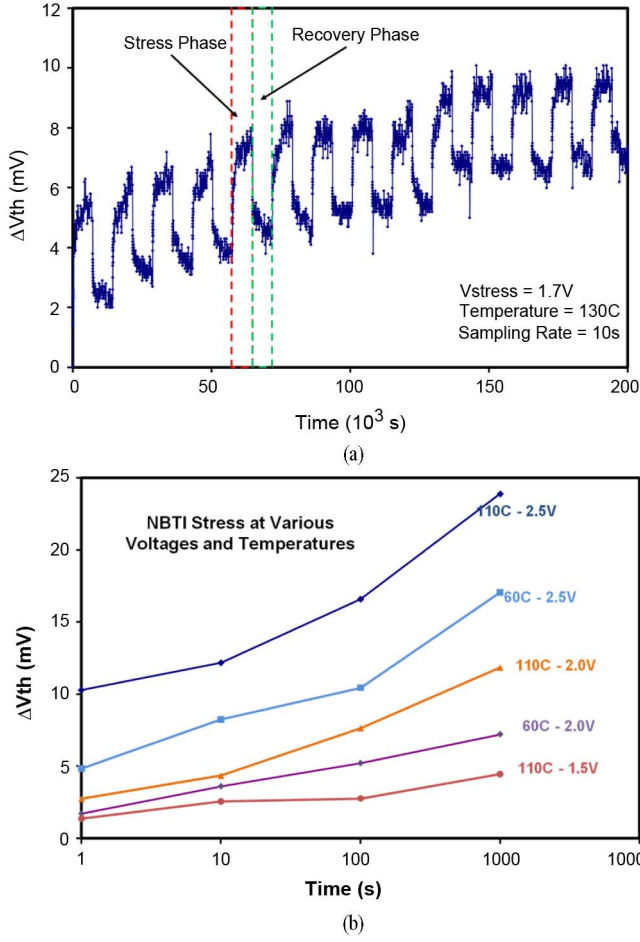 12
10
8
6
4
2
0
ΔVth (mV)
Stress Phase
Recovery Phase
Vstress = 1.7V
Temperature = 130C
Sampling Rate = 10s
0
50
100
150
200
Time (10³ s)
(a)
25
20
15
10
5
0
ΔVth (mV)
NBTI Stress at Various
Voltages and Temperatures
110C - 2.5V
60C - 2.5V
110C - 2.0V
60C - 2.0V
110C - 1.5V
1
10
100
1000
1000
Time (s)
(b)